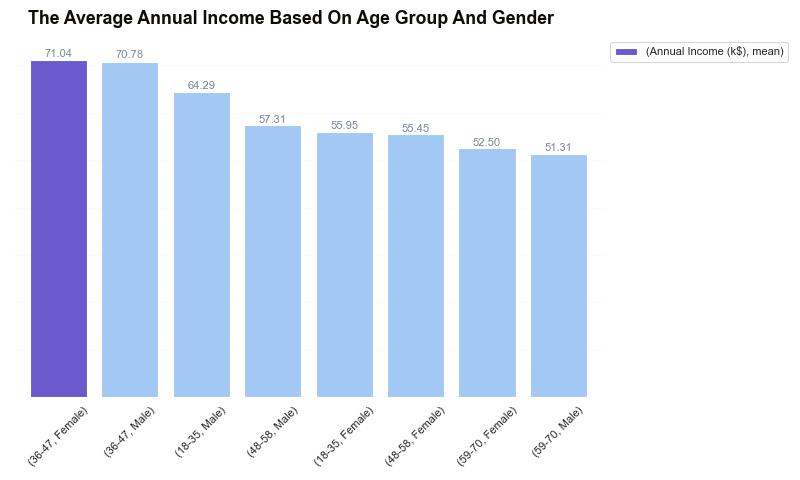 The Average Annual Income Based On Age Group And Gender
(Annual Income (k$), mean)
71.04
70.78
64.29
57.31
55.95
55.45
52.50
51.31
(36-47, Female)
(36-47, Male)
(18-35, Male)
(48-58, Male)
(18-35, Female)
(48-58, Female)
(59-70, Female)
(59-70, Male)